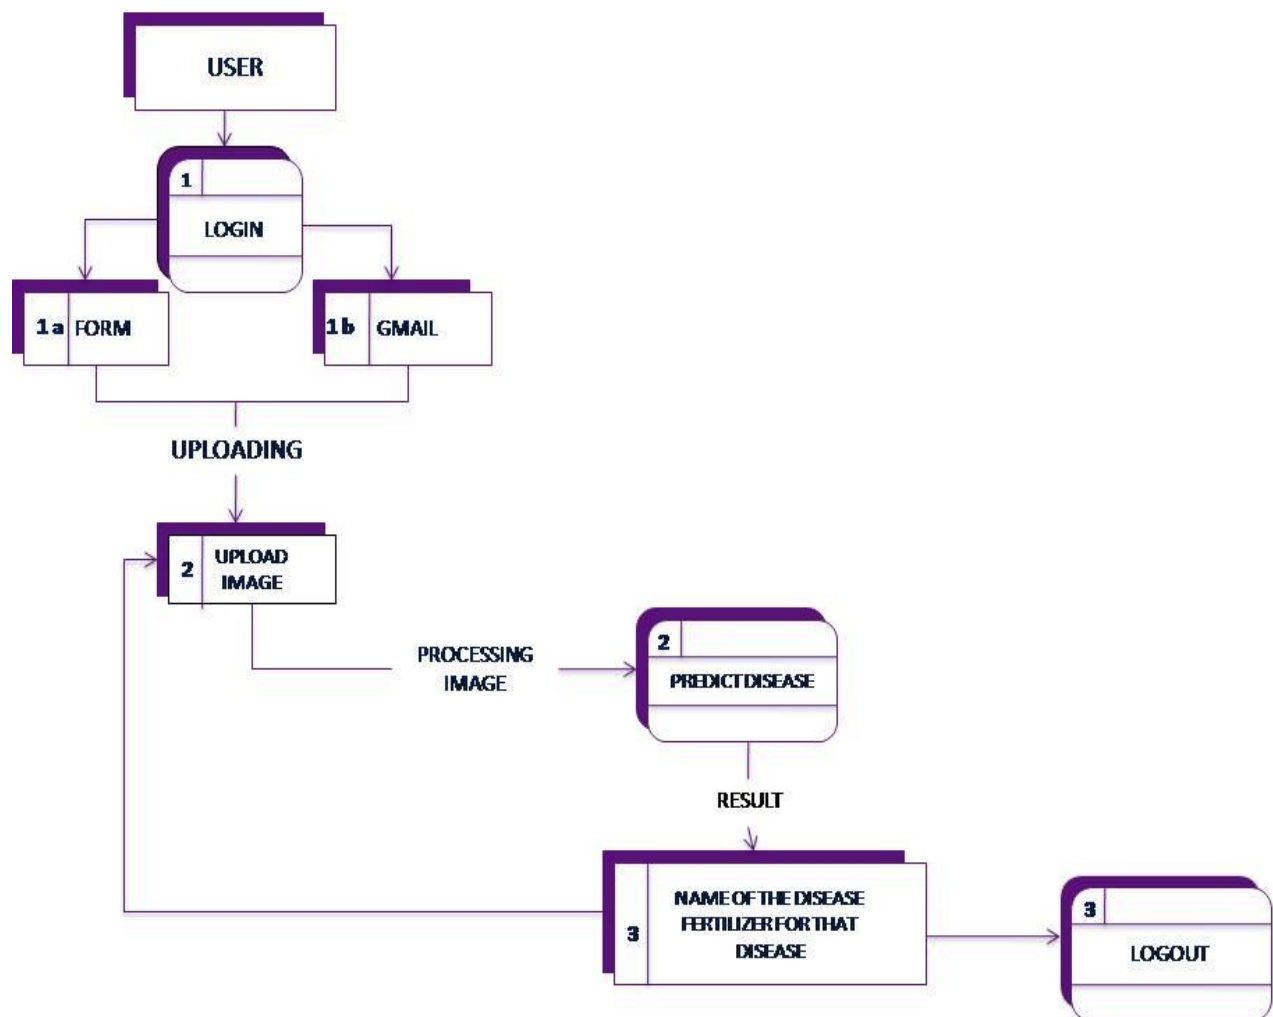 USER
1
LOGIN
1a FORM
1b GMAIL
UPLOADING
2
UPLOAD
IMAGE
PROCESSING
IMAGE
2
PREDICT DISEASE
RESULT
3
NAME OF THE DISEASE
FERTILIZER FOR THAT
DISEASE
3
LOGOUT